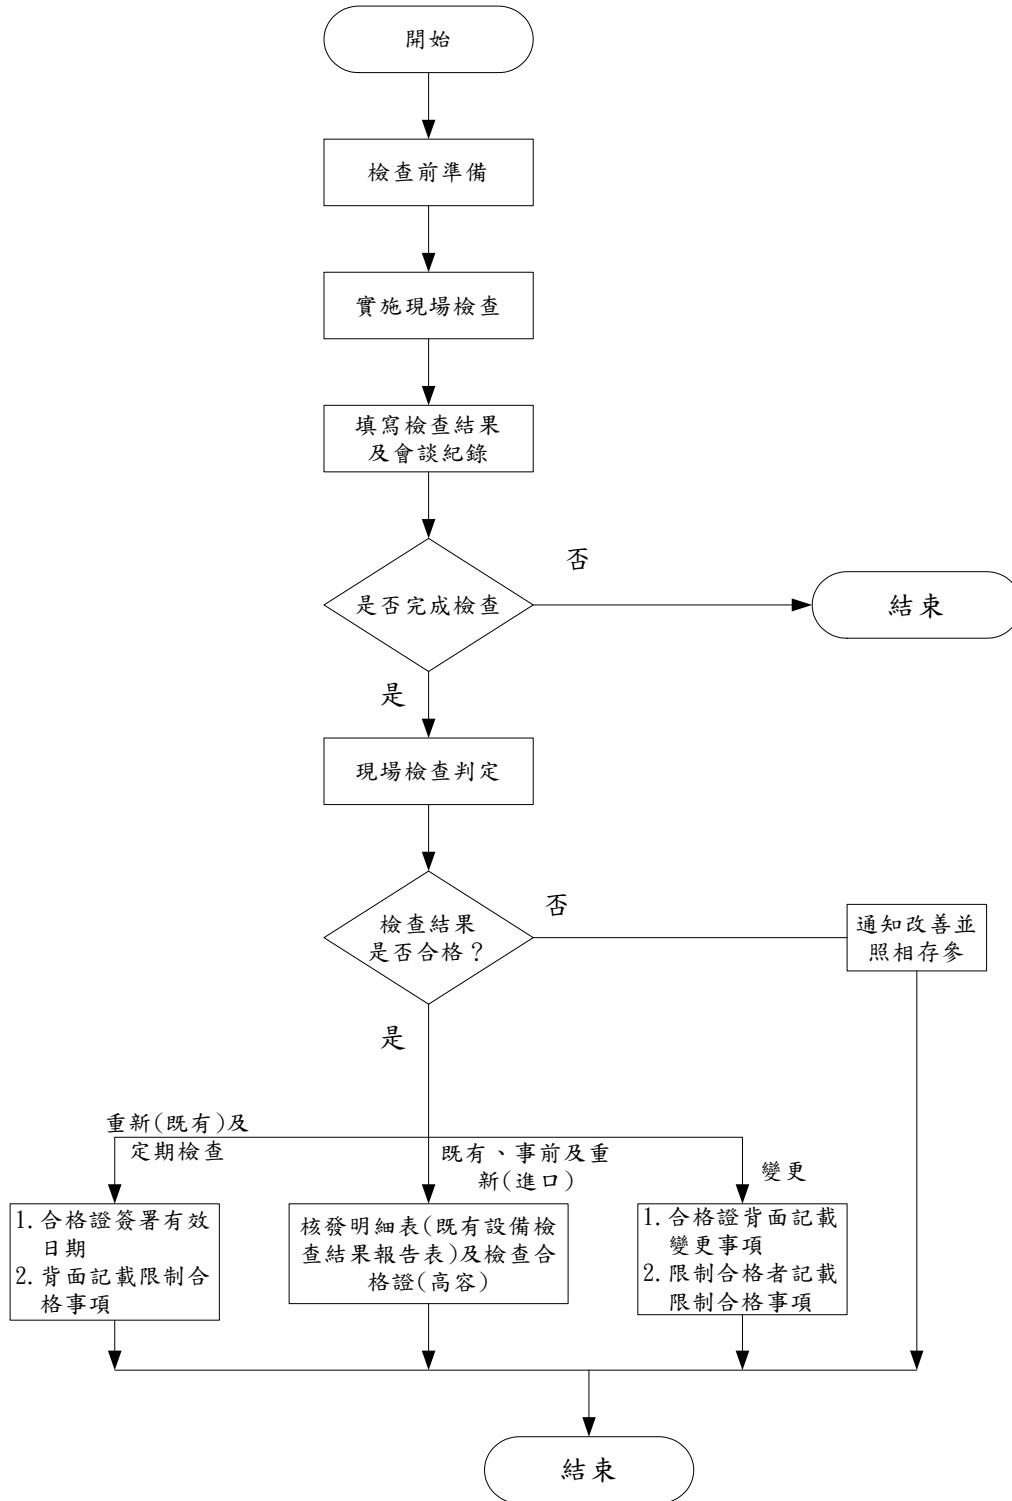 開始
檢查前準備
實施現場檢查
填寫檢查結果
及會談紀錄
否
是否完成檢查
結束
是
現場檢查判定
否
檢查結果
是否合格？
通知改善並
照相存參
是
重新(既有)及
定期檢查
既有、事前及重
新(進口)
變更
1.合格證簽署有效
日期
2.背面記載限制合
格事項
核發明細表(既有設備檢
查結果報告表)及檢查合
格證(高容)
1.合格證背面記載
變更事項
2.限制合格者記載
限制合格事項
結束